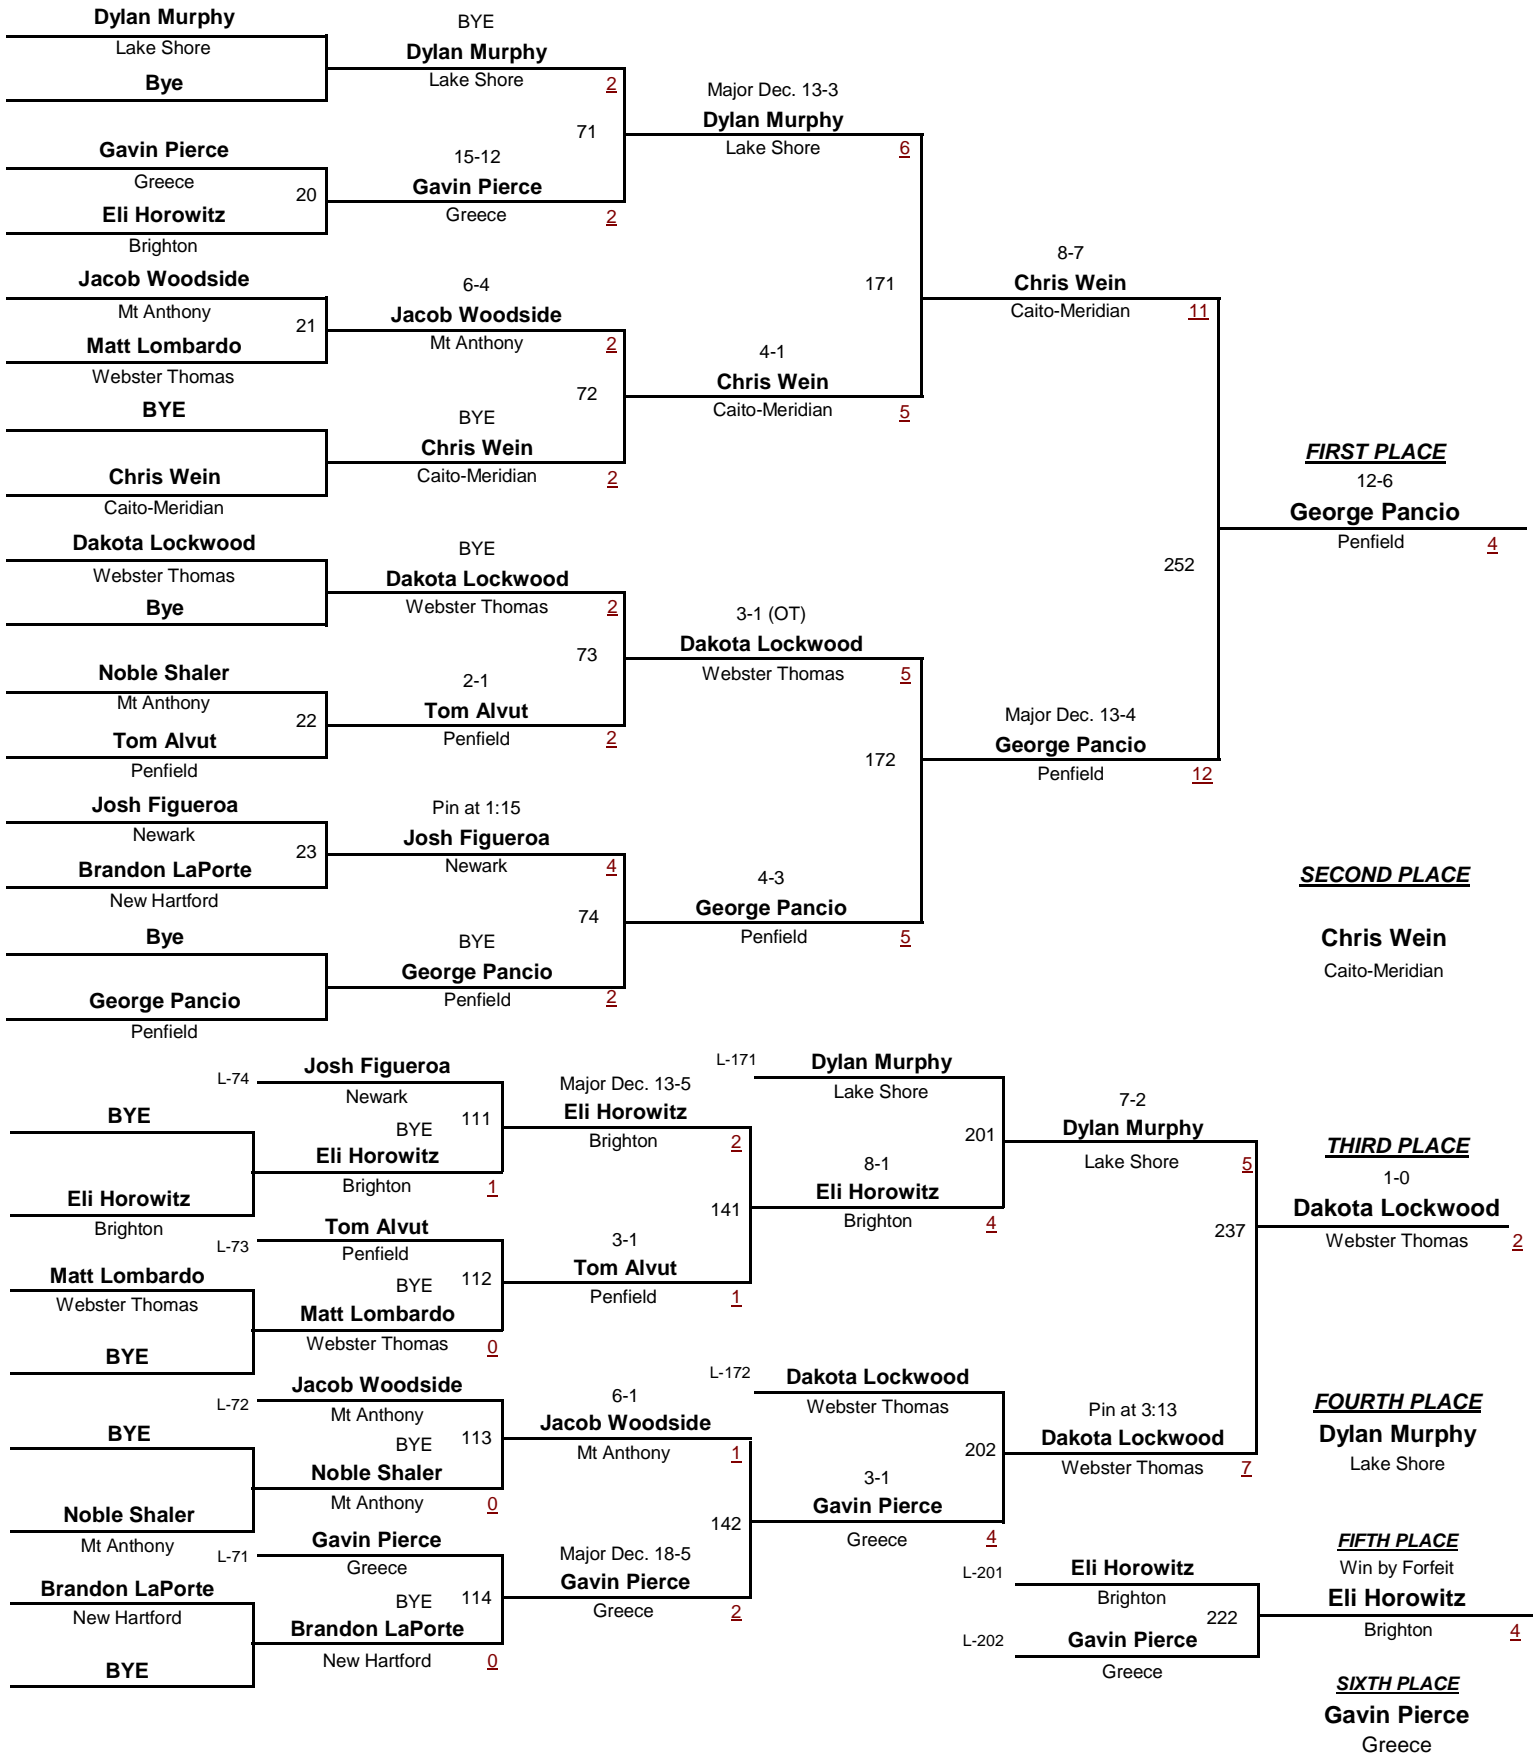 Dylan Murphy
Lake Shore
Bye
Gavin Pierce
Greece
20
Eli Horowitz
Brighton
Jacob Woodside
Mt Anthony
21
Matt Lombardo
Webster Thomas
BYE
Chris Wein
Caito-Meridian
Dakota Lockwood
Webster Thomas
Bye
Noble Shaler
Mt Anthony
22
Tom Alvut
Penfield
Josh Figueroa
Newark
23
Brandon LaPorte
New Hartford
Bye
George Pancio
Penfield
BYE
Dylan Murphy
Lake Shore 2
71
15-12
Gavin Pierce
Greece 2
6-4
Jacob Woodside
Mt Anthony 2
72
BYE
Chris Wein
Caito-Meridian 2
BYE
Dakota Lockwood
Webster Thomas 2
73
2-1
Tom Alvut
Penfield 2
Pin at 1:15
Josh Figueroa
Newark 4
74
BYE
George Pancio
Penfield 2
Major Dec. 13-3
Dylan Murphy
Lake Shore 6
171
4-1
Chris Wein
Caito-Meridian 5
3-1 (OT)
Dakota Lockwood
Webster Thomas 5
172
4-3
George Pancio
Penfield 5
8-7
Chris Wein
Caito-Meridian 11
252
Major Dec. 13-4
George Pancio
Penfield 12
FIRST PLACE
12-6
George Pancio
Penfield 4
SECOND PLACE
Chris Wein
Caito-Meridian
BYE
Eli Horowitz
Brighton
Matt Lombardo
Webster Thomas
BYE
BYE
Noble Shaler
Mt Anthony
Brandon LaPorte
New Hartford
BYE
L-74
Josh Figueroa
Newark
111
BYE
Eli Horowitz
Brighton 1
L-73
Tom Alvut
Penfield
112
BYE
Matt Lombardo
Webster Thomas 0
L-72
Jacob Woodside
Mt Anthony
113
BYE
Noble Shaler
Mt Anthony 0
L-71
Gavin Pierce
Greece
114
BYE
Brandon LaPorte
New Hartford 0
Major Dec. 13-5
Eli Horowitz
Brighton 2
141
3-1
Tom Alvut
Penfield 1
6-1
Jacob Woodside
Mt Anthony 1
142
Major Dec. 18-5
Gavin Pierce
Greece 2
L-171
Dylan Murphy
Lake Shore
201
8-1
Eli Horowitz
Brighton 4
L-172
Dakota Lockwood
Webster Thomas
202
3-1
Gavin Pierce
Greece 4
7-2
Dylan Murphy
Lake Shore 5
237
Pin at 3:13
Dakota Lockwood
Webster Thomas 7
L-201
Eli Horowitz
Brighton
222
L-202
Gavin Pierce
Greece
THIRD PLACE
1-0
Dakota Lockwood
Webster Thomas 2
FOURTH PLACE
Dylan Murphy
Lake Shore
FIFTH PLACE
Win by Forfeit
Eli Horowitz
Brighton 4
SIXTH PLACE
Gavin Pierce
Greece